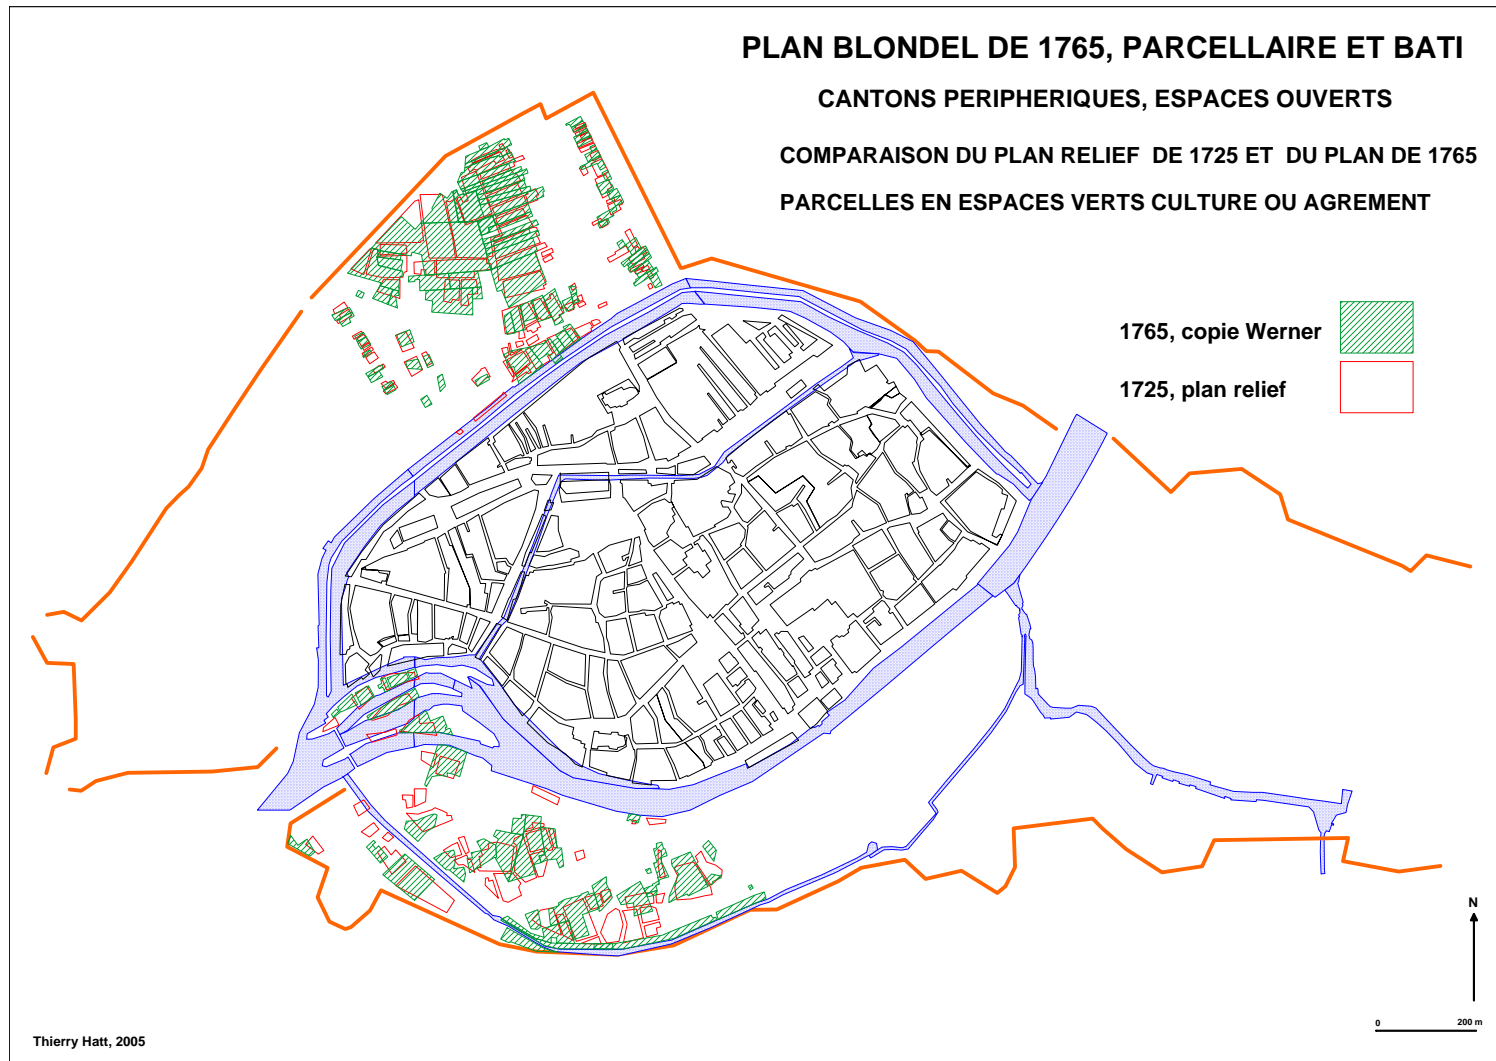 PLAN BLONDEL DE 1765, PARCELLAIRE ET BATI
CANTONS PERIPHERIQUES, ESPACES OUVERTS
COMPARAISON DU PLAN RELIEF DE 1725 ET DU PLAN DE 1765
PARCELLES EN ESPACES VERTS CULTURE OU AGREMENT
1765, copie Werner
1725, plan relief
N
0 200 m
Thierry Hatt, 2005